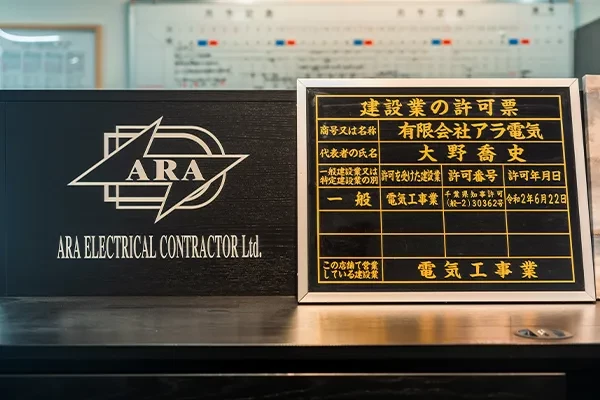 ARA
ARA ELECTRICAL CONTRACTOR Ltd.
建設業の許可票
商号又は名称 有限会社アラ電気
代表者の氏名 大野喬史
一般建設業又は特定建設業の別 許可を受けた建設業 許可番号 許可年月日
一般 電気工事業 千葉県知事許可(般-2)30362号 令和2年6月22日
この店舗で営業している建設業 電気工事業